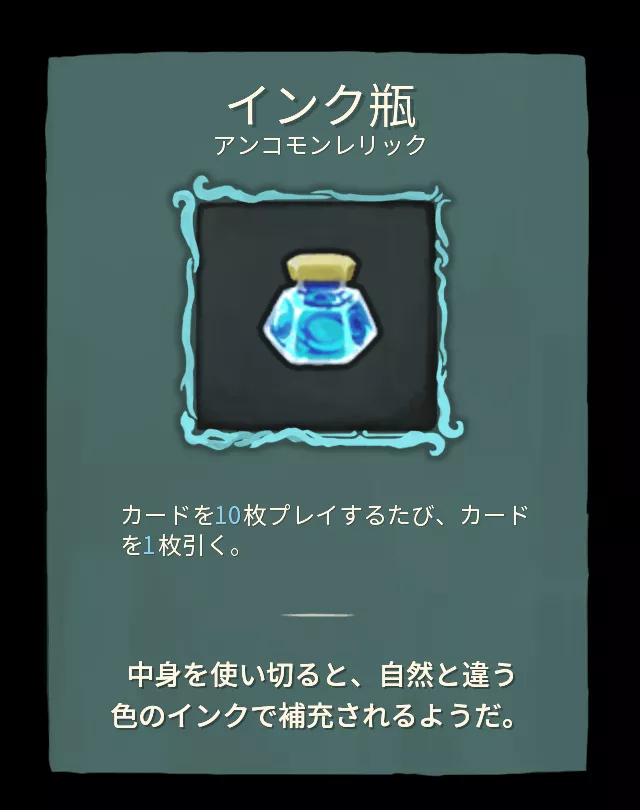 インク瓶
アンコモンレリック
カードを10枚プレイするたび、カード
を1枚引く。
中身を使い切ると、自然と違う
色のインクで補充されるようだ。